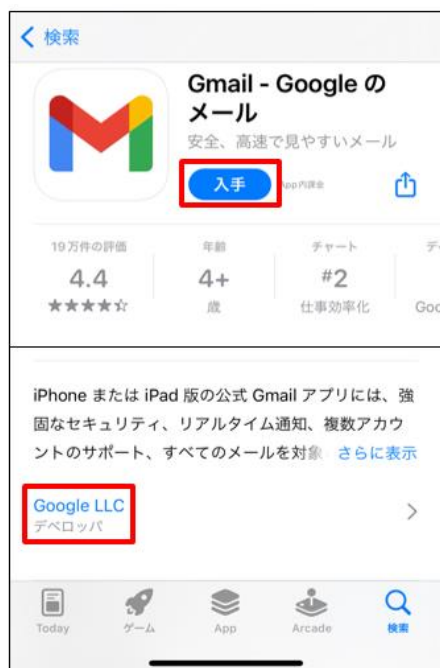 検索
Gmail - Google の
メール
安全、高速で見やすいメール
入手
App 内課金
19万件の評価
年齢
チャート
デ
4.4
4+
#2
★★★★☆
歳
仕事効率化
Goo
iPhone または iPad 版の公式 Gmail アプリには、強
固なセキュリティ、リアルタイム通知、複数アカウ
ントのサポート、すべてのメールを対象 さらに表示
Google LLC
デベロッパ
Today
ゲーム
App
Arcade
検索